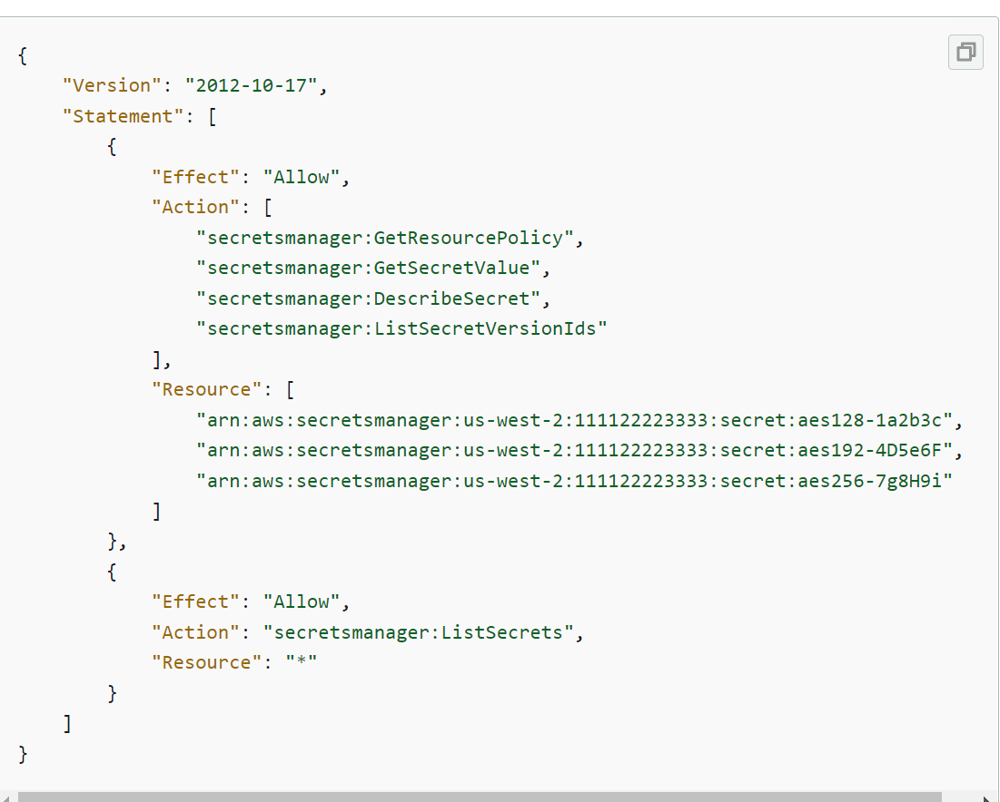 {
    "Version": "2012-10-17",
    "Statement": [
        {
            "Effect": "Allow",
            "Action": [
                "secretsmanager:GetResourcePolicy",
                "secretsmanager:GetSecretValue",
                "secretsmanager:DescribeSecret",
                "secretsmanager:ListSecretVersionIds"
            ],
            "Resource": [
                "arn:aws:secretsmanager:us-west-2:111122223333:secret:aes128-1a2b3c",
                "arn:aws:secretsmanager:us-west-2:111122223333:secret:aes192-4D5e6F",
                "arn:aws:secretsmanager:us-west-2:111122223333:secret:aes256-7g8H9i"
            ]
        },
        {
            "Effect": "Allow",
            "Action": "secretsmanager:ListSecrets",
            "Resource": "*"
        }
    ]
}